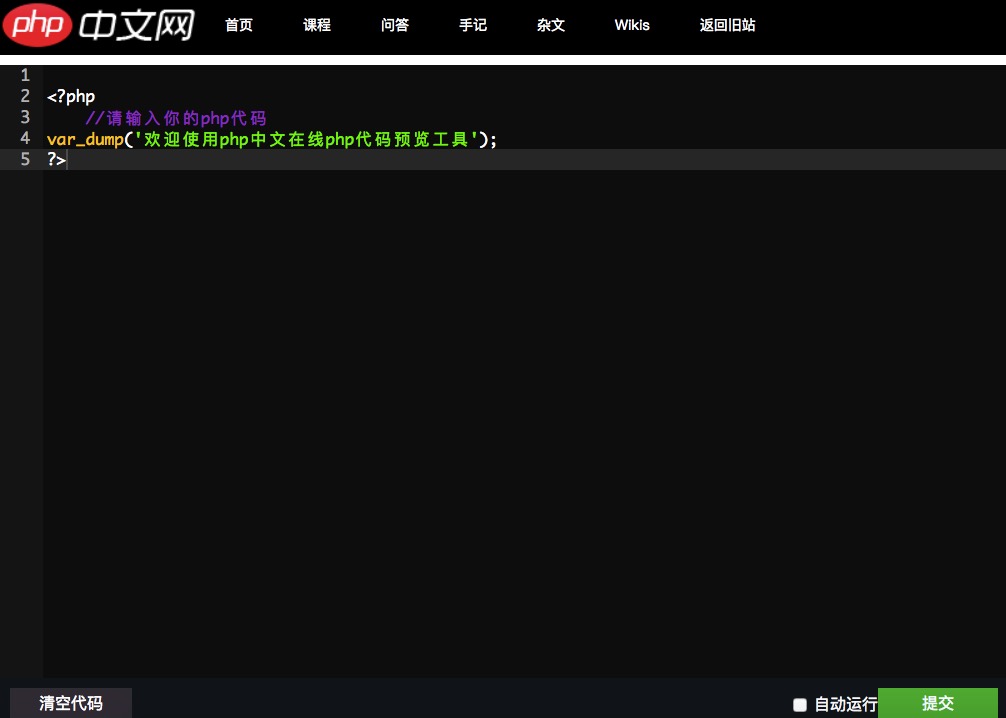 php 中文网 首页 课程 问答 手记 杂文 Wikis 返回旧站
1
2 <?php
3 //请输入你的php代码
4 var_dump('欢迎使用php中文在线php代码预览工具');
5 ?>
清空代码 自动运行 提交